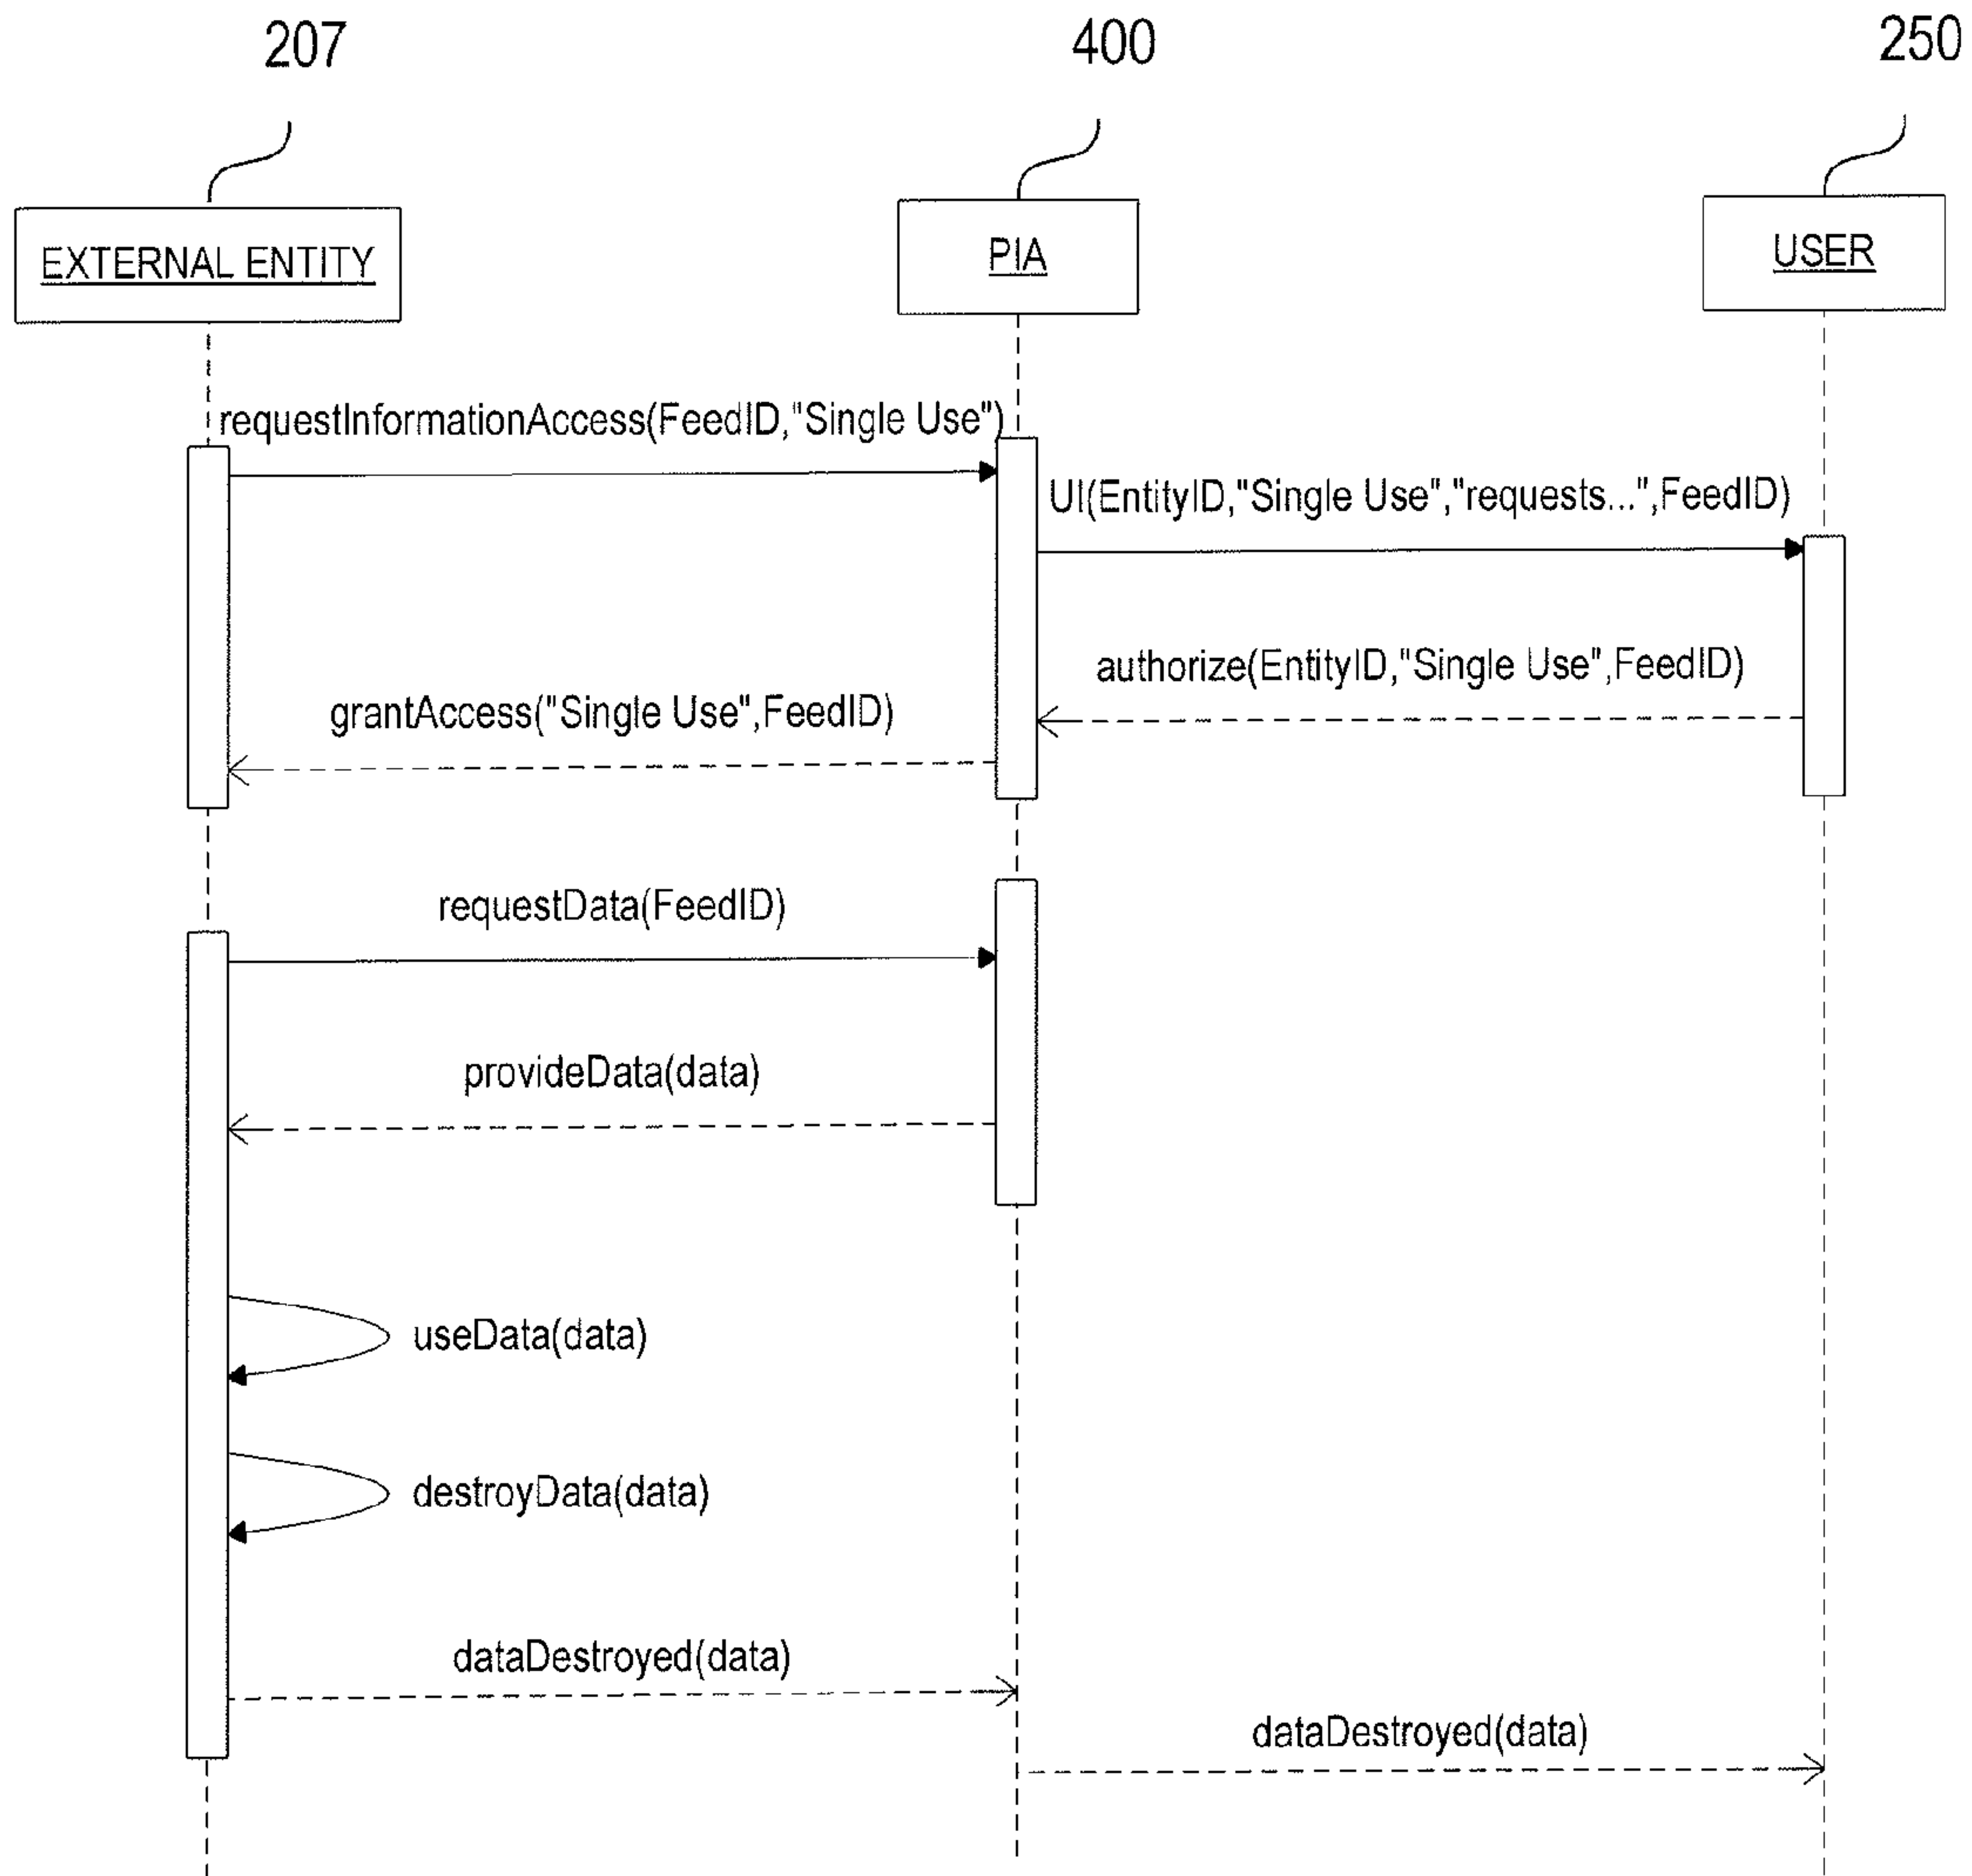 207
400
250
EXTERNAL ENTITY
PIA
USER
requestInformationAccess(FeedID,"Single Use")
UI(EntityID,"Single Use","requests...",FeedID)
authorize(EntityID,"Single Use",FeedID)
grantAccess("Single Use",FeedID)
requestData(FeedID)
provideData(data)
useData(data)
destroyData(data)
dataDestroyed(data)
dataDestroyed(data)